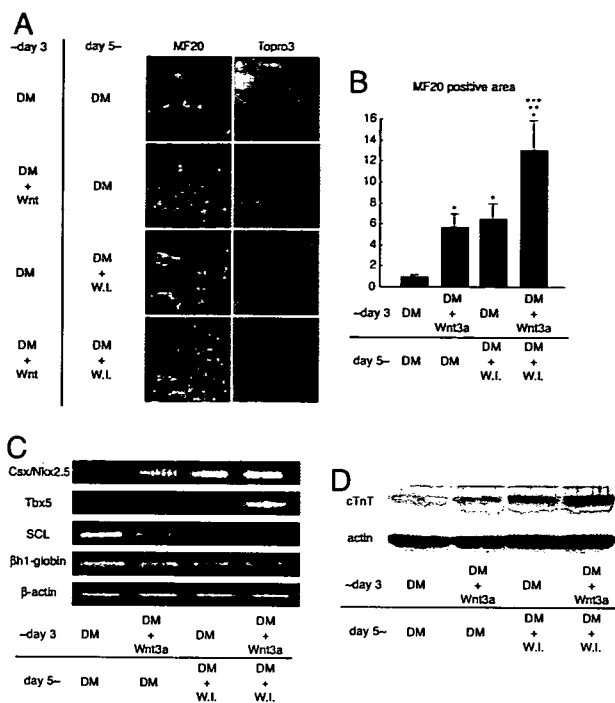 A
~day 3
day 5~
MF20
Topro3
DM
DM
DM
+
Wnt
DM
DM
DM
+
W.I.
DM
+
Wnt
DM
+
W.I.
B
MF20 positive area
16
14
12
10
8
6
4
2
0
*
*
***
**
*
~day 3
DM
DM
+
Wnt3a
DM
DM
+
Wnt3a
day 5~
DM
DM
DM
+
W.I.
DM
+
W.I.
C
Csx/Nkx2.5
Tbx5
SCL
βh1-globin
β-actin
~day 3
DM
DM
+
Wnt3a
DM
DM
+
Wnt3a
day 5~
DM
DM
DM
+
W.I.
DM
+
W.I.
D
cTnT
actin
~day 3
DM
DM
+
Wnt3a
DM
DM
+
Wnt3a
day 5~
DM
DM
DM
+
W.I.
DM
+
W.I.